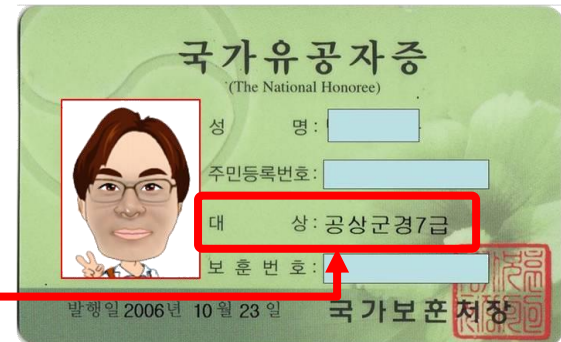 국가유공자증
(The National Honoree)
성 명 :
주민등록번호 :
대 상 : 공상군경7급
보 훈 번 호 :
발행일 2006년 10월 23일
국가보훈처장